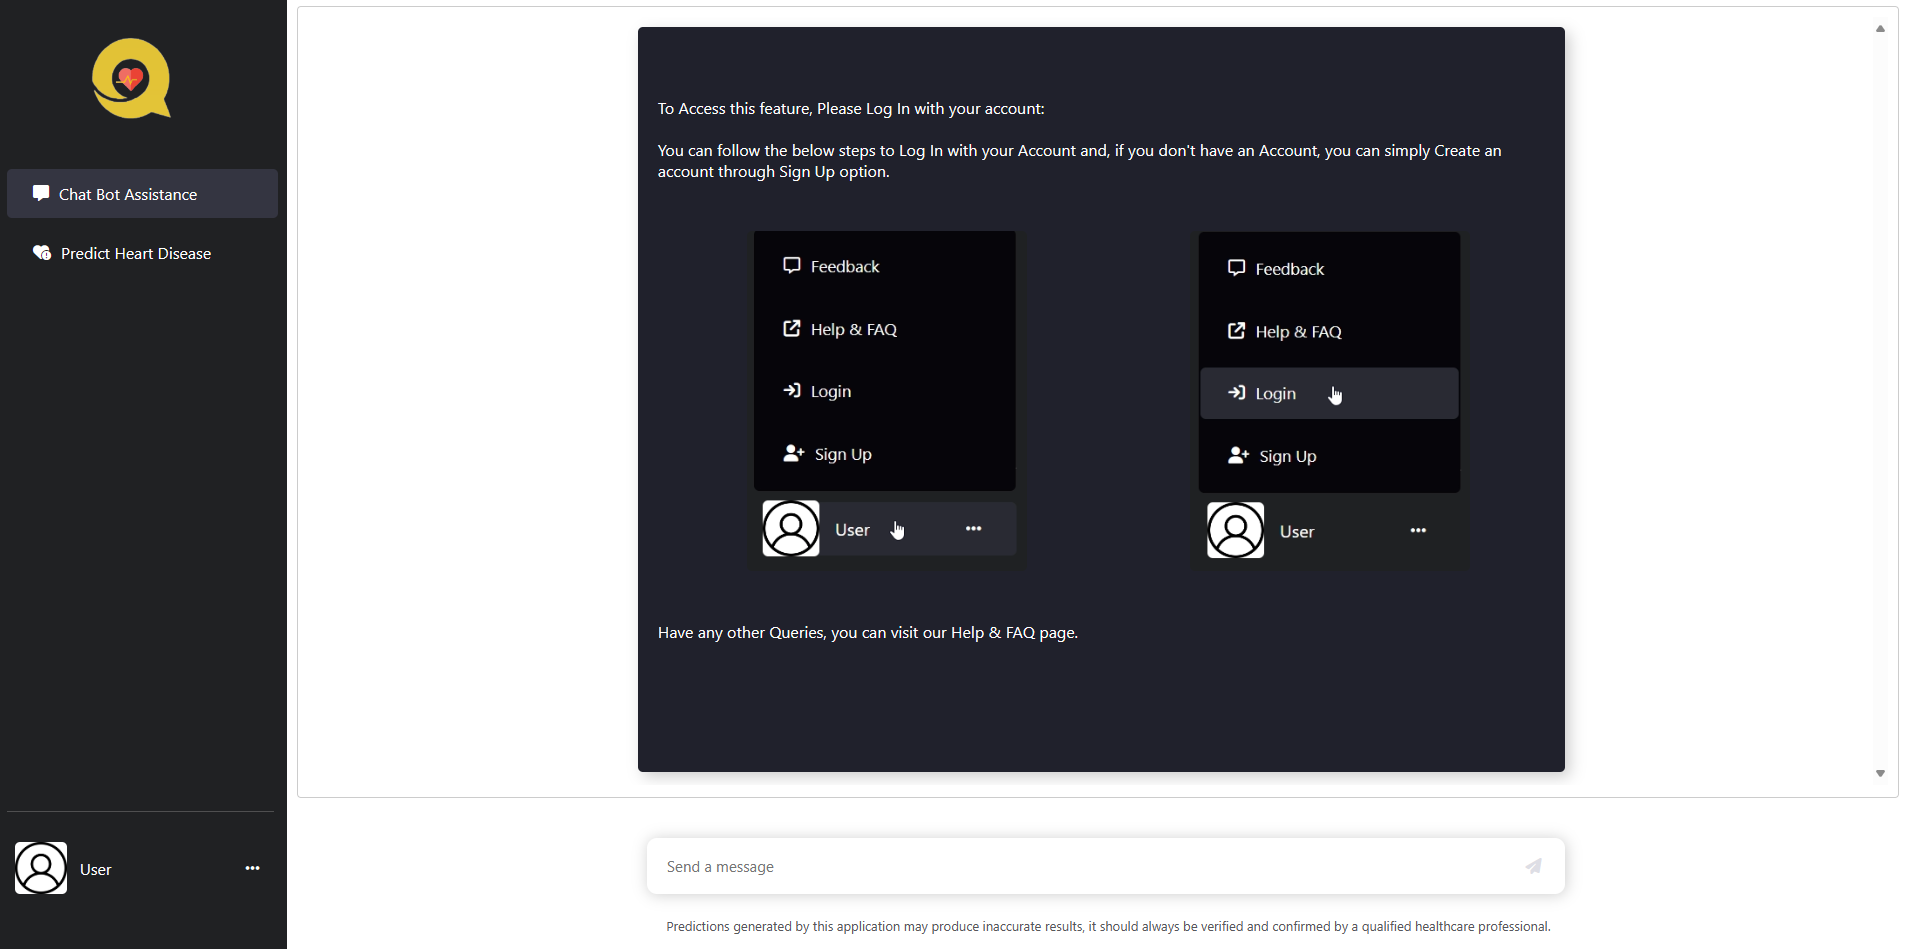 Chat Bot Assistance
Predict Heart Disease
User
To Access this feature, Please Log In with your account:
You can follow the below steps to Log In with your Account and, if you don't have an Account, you can simply Create an
account through Sign Up option.
Feedback
Help & FAQ
Login
Sign Up
User
Feedback
Help & FAQ
Login
Sign Up
User
Have any other Queries, you can visit our Help & FAQ page.
Send a message
Predictions generated by this application may produce inaccurate results, it should always be verified and confirmed by a qualified healthcare professional.